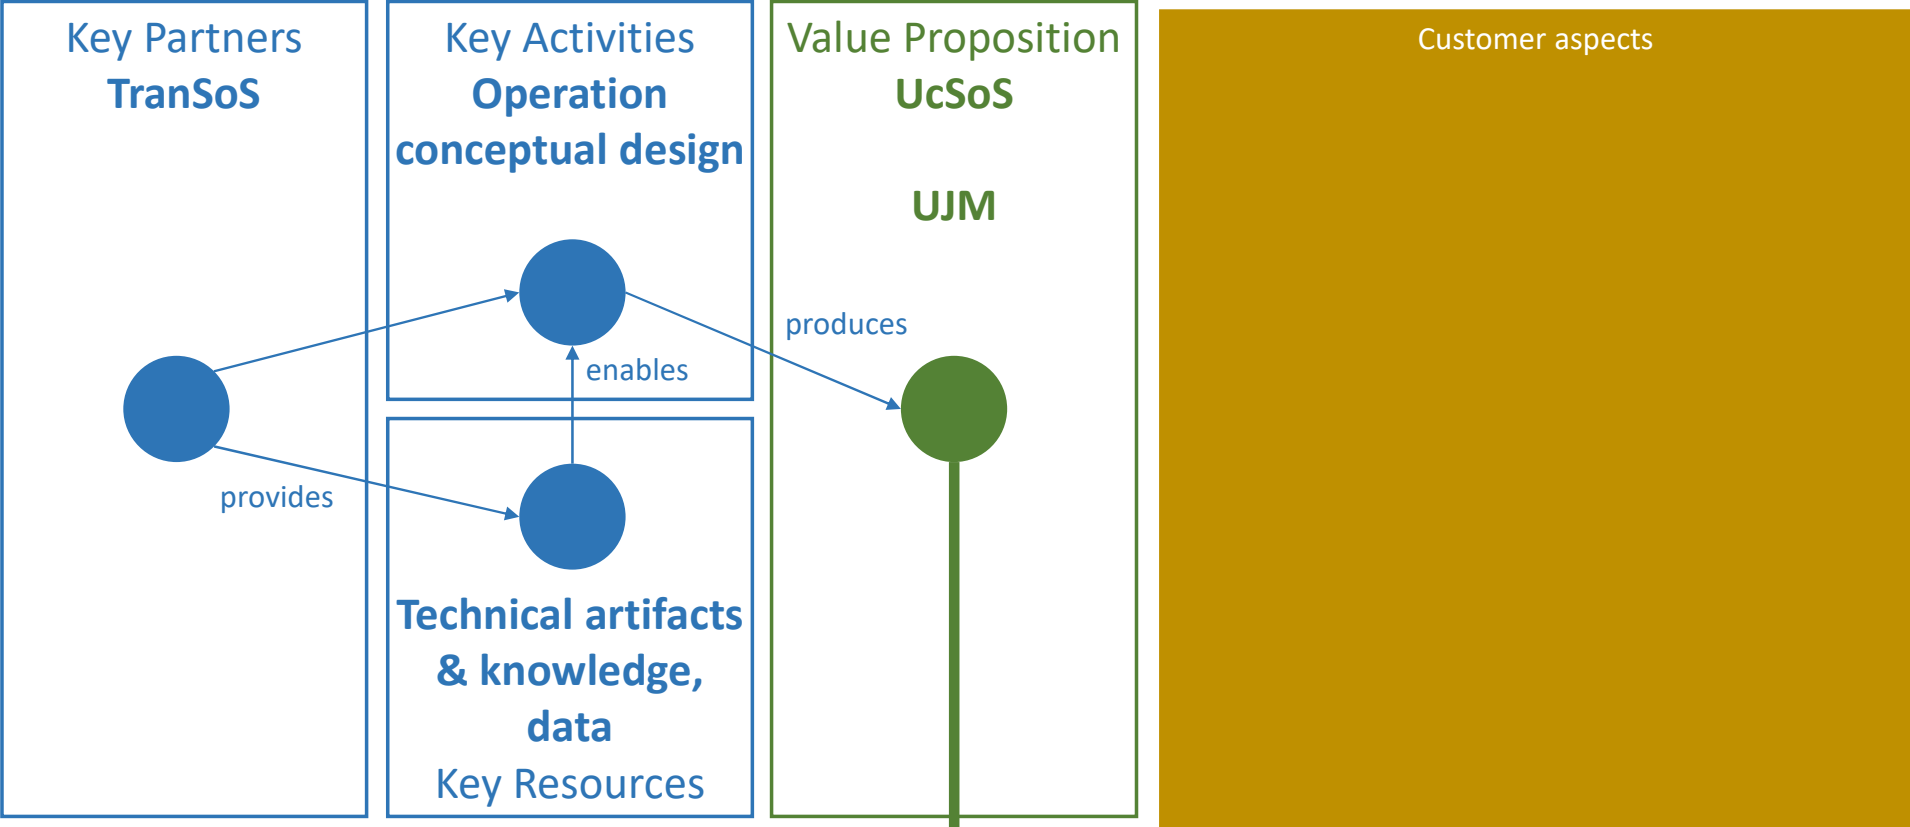 Key Partners
TranSoS
Key Activities
Operation
conceptual design
Value Proposition
UcSoS
UJM
Customer aspects
produces
enables
provides
Technical artifacts
& knowledge,
data
Key Resources